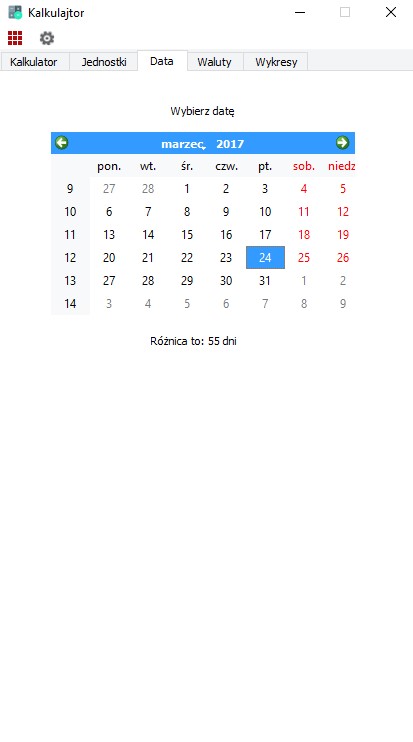 Kalkulajtor
Kalkulator Jednostki Data Waluty Wykresy
Wybierz datę
marzec, 2017
pon. wt. śr. czw. pt. sob. niedz
9 27 28 1 2 3 4 5
10 6 7 8 9 10 11 12
11 13 14 15 16 17 18 19
12 20 21 22 23 24 25 26
13 27 28 29 30 31 1 2
14 3 4 5 6 7 8 9
Różnica to: 55 dni